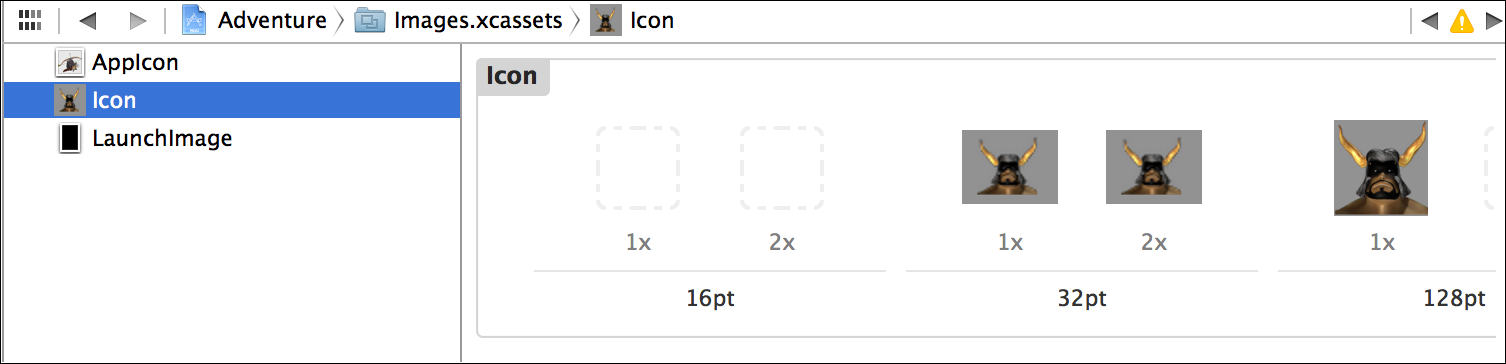 Adventure Images.xcassets Icon
AppIcon
Icon
LaunchImage
Icon
1x 2x 1x 2x 1x
16pt 32pt 128pt